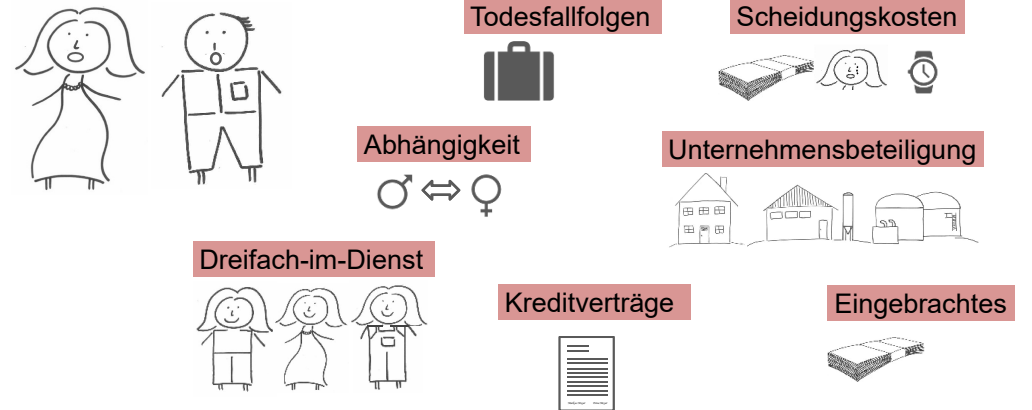 Todesfallfolgen
Scheidungskosten
Abhängigkeit
Unternehmensbeteiligung
Dreifach-im-Dienst
Kreditverträge
Eingebrachtes